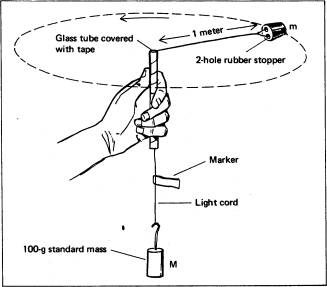 Glass tube covered
with tape
1 meter
m
2-hole rubber stopper
Marker
Light cord
100-g standard mass
M